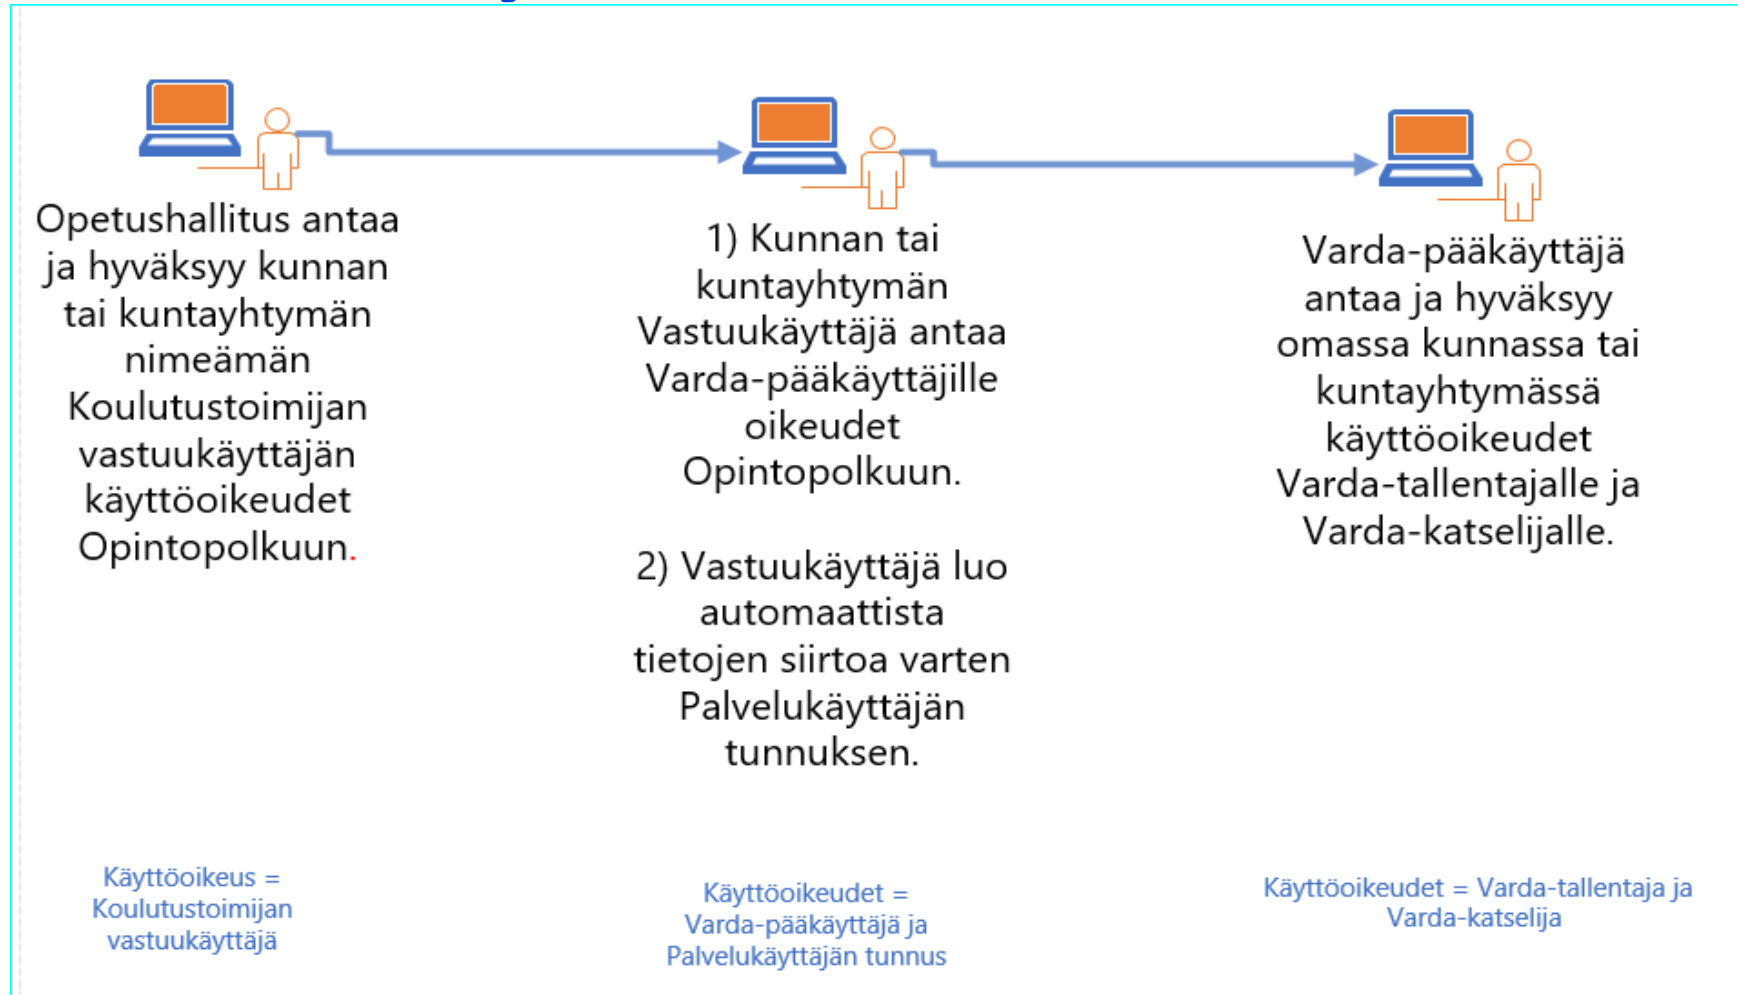 Opetushallitus antaa
ja hyväksyy kunnan
tai kuntayhtymän
nimeämän
Koulutustoimijan
vastuukäyttäjän
käyttöoikeudet
Opintopolkuun.
1) Kunnan tai
kuntayhtymän
Vastuukäyttäjä antaa
Varda-pääkäyttäjille
oikeudet
Opintopolkuun.
2) Vastuukäyttäjä luo
automaattista
tietojen siirtoa varten
Palvelukäyttäjän
tunnuksen.
Varda-pääkäyttäjä
antaa ja hyväksyy
omassa kunnassa tai
kuntayhtymässä
käyttöoikeudet
Varda-tallentajalle ja
Varda-katselijalle.
Käyttöoikeus =
Koulutustoimijan
vastuukäyttäjä
Käyttöoikeudet =
Varda-pääkäyttäjä ja
Palvelukäyttäjän tunnus
Käyttöoikeudet = Varda-tallentaja ja
Varda-katselija